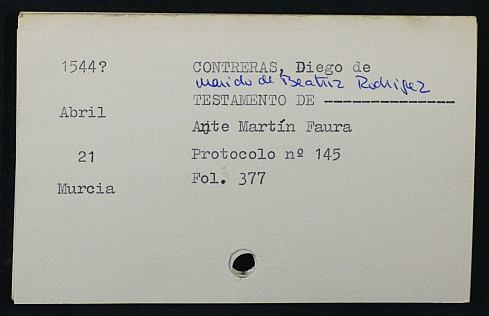 1544?
CONTRERAS, Diego de
marido de Beatriz Rodriguez
TESTAMENTO DE ---------------
Abril
Ante Martín Faura
21
Protocolo nº 145
Fol. 377
Murcia